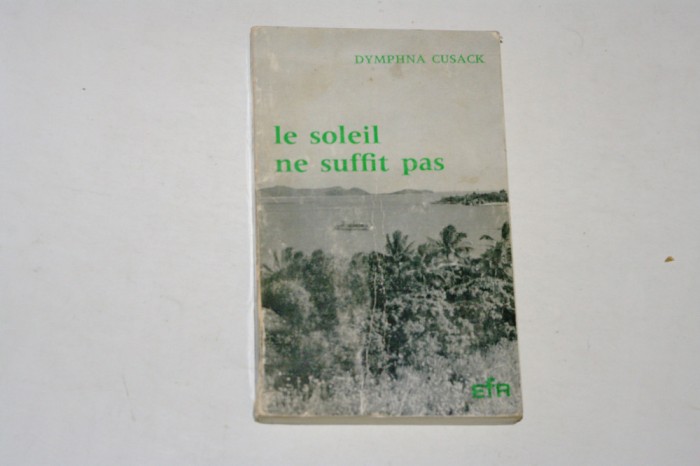 DYMPHNA CUSACK
le soleil
ne suffit pas
EFR